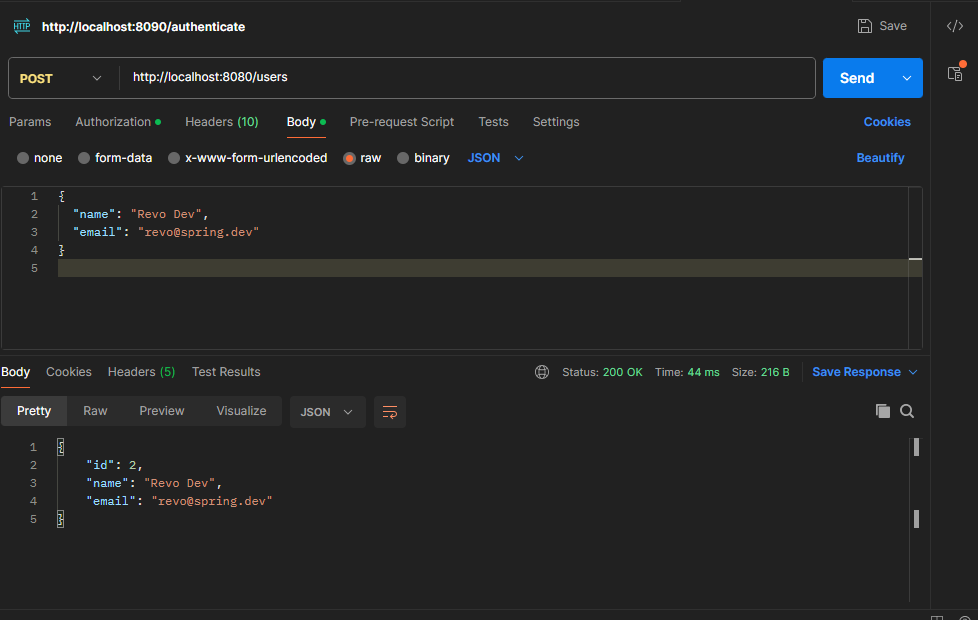 HTTP http://localhost:8090/authenticate Save </>
POST http://localhost:8080/users Send
Params Authorization Headers (10) Body Pre-request Script Tests Settings Cookies
none form-data x-www-form-urlencoded raw binary JSON Beautify
1 {
2 "name": "Revo Dev",
3 "email": "revo@spring.dev"
4 }
5
Body Cookies Headers (5) Test Results Status: 200 OK Time: 44 ms Size: 216 B Save Response
Pretty Raw Preview Visualize JSON
1 {
2 "id": 2,
3 "name": "Revo Dev",
4 "email": "revo@spring.dev"
5 }